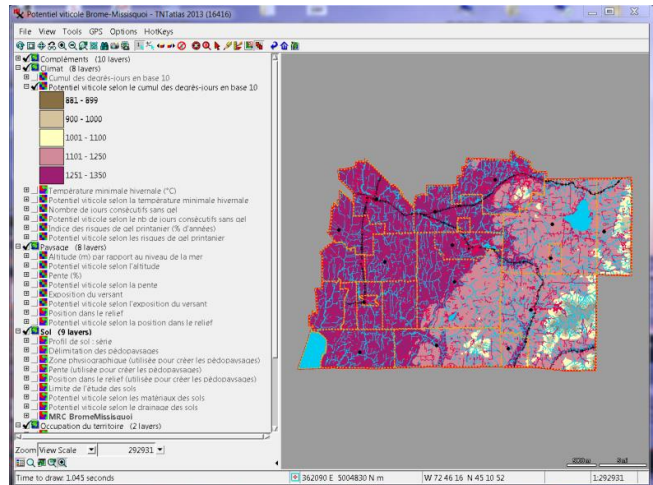 Potentiel viticole Brome-Missisquoi - TNTatlas 2013 (16416)
File View Tools GPS Options HotKeys
Compléments (10 layers)
Climat (8 layers)
Cumul des degrés-jours en base 10
Potentiel viticole selon le cumul des degrés-jours en base 10
881 - 899
900 - 1000
1001 - 1100
1101 - 1250
1251 - 1350
Température minimale hivernale (°C)
Potentiel viticole selon la température minimale hivernale
Nombre de jours consécutifs sans gel
Potentiel viticole selon le nb de jours consécutifs sans gel
Indice des risques de gel printanier (% d'années)
Potentiel viticole selon les risques de gel printanier
Paysage (8 layers)
Altitude (m) par rapport au niveau de la mer
Potentiel viticole selon l'altitude
Pente (%)
Potentiel viticole selon la pente
Exposition du versant
Potentiel viticole selon l'exposition du versant
Position dans le relief
Potentiel viticole selon la position dans le relief
Sol (9 layers)
Profil de sol : série
Délimitation des pédopaysages
Zone physiographique (utilisée pour créer les pédopaysages)
Pente (utilisée pour créer les pédopaysages)
Position dans le relief (utilisée pour créer les pédopaysages)
Limite de l'étude des sols
Potentiel viticole selon les matériaux des sols
Potentiel viticole selon le drainage des sols
MRC BromeMissisquoi
Occupation du territoire (2 layers)
Zoom View Scale 292931
5000m 5mi
Time to draw: 1.045 seconds 362090 E 5004830 N m W 72 46 16 N 45 10 52 1:292931